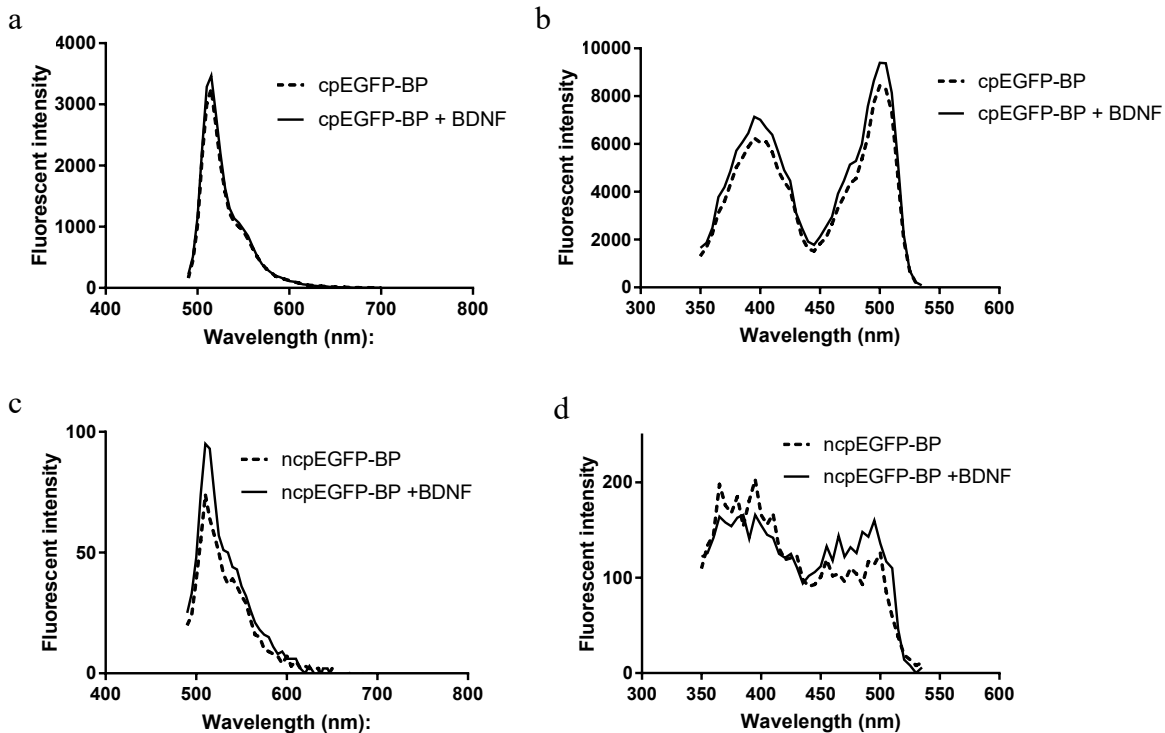 a
Fluorescent intensity
4000
3000
2000
1000
0
400
500
600
700
800
Wavelength (nm):
cpEGFP-BP
cpEGFP-BP + BDNF
b
Fluorescent intensity
10000
8000
6000
4000
2000
0
300
350
400
450
500
550
600
Wavelength (nm)
cpEGFP-BP
cpEGFP-BP + BDNF
c
Fluorescent intensity
100
50
0
400
500
600
700
800
Wavelength (nm):
ncpEGFP-BP
ncpEGFP-BP +BDNF
d
Fluorescent intensity
200
100
0
300
350
400
450
500
550
600
Wavelength (nm)
ncpEGFP-BP
ncpEGFP-BP +BDNF